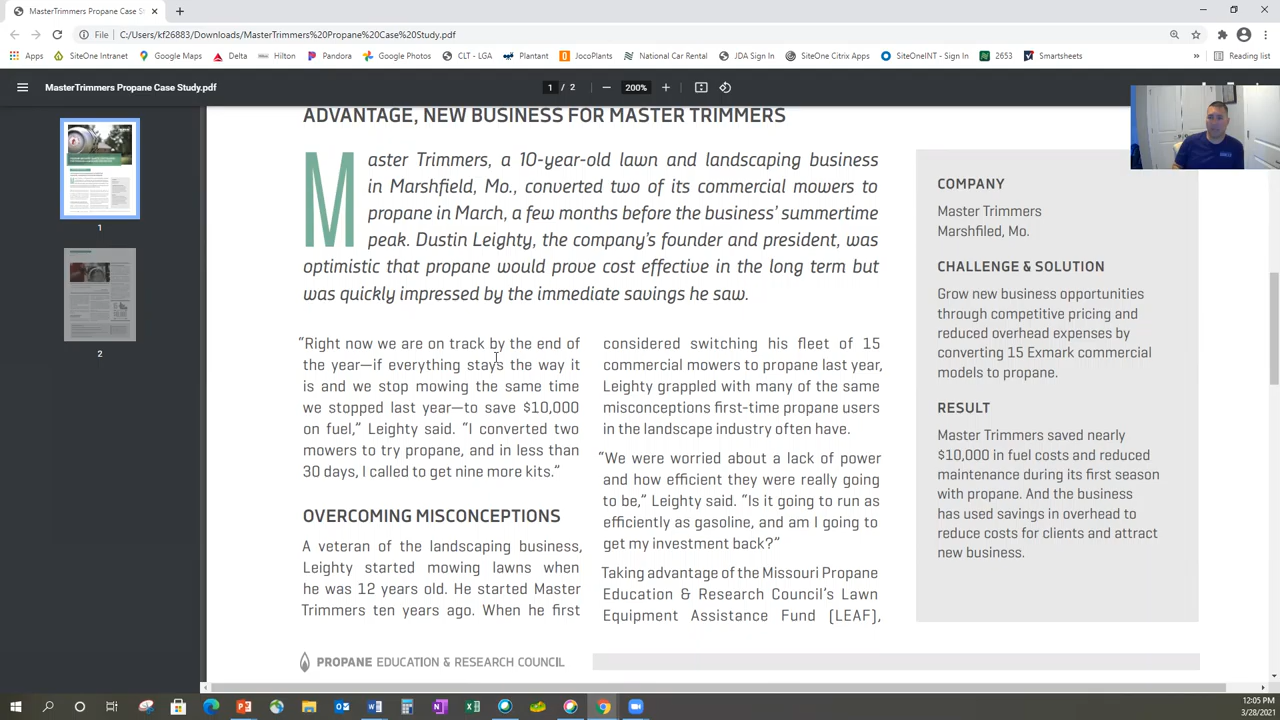 MasterTrimmers Propane Case S
File
C:/Users/kf26883/Downloads/MasterTrimmers%20Propane%20Case%20Study.pdf
Apps
SiteOne Intranet
Google Maps
Delta
Hilton
Pandora
Google Photos
CLT - LGA
Plantant
JocoPlants
National Car Rental
JDA Sign In
SiteOne Citrix Apps
SiteOneINT - Sign In
2653
Smartsheets
»
Reading list
MasterTrimmers Propane Case Study.pdf
1 / 2
200%
1
2
ADVANTAGE, NEW BUSINESS FOR MASTER TRIMMERS
Master Trimmers, a 10-year-old lawn and landscaping business
in Marshfield, Mo., converted two of its commercial mowers to
propane in March, a few months before the business' summertime
peak. Dustin Leighty, the company's founder and president, was
optimistic that propane would prove cost effective in the long term but
was quickly impressed by the immediate savings he saw.
"Right now we are on track by the end of
the year—if everything stays the way it
is and we stop mowing the same time
we stopped last year—to save $10,000
on fuel," Leighty said. "I converted two
mowers to try propane, and in less than
30 days, I called to get nine more kits."
OVERCOMING MISCONCEPTIONS
A veteran of the landscaping business,
Leighty started mowing lawns when
he was 12 years old. He started Master
Trimmers ten years ago. When he first
considered switching his fleet of 15
commercial mowers to propane last year,
Leighty grappled with many of the same
misconceptions first-time propane users
in the landscape industry often have.
"We were worried about a lack of power
and how efficient they were really going
to be," Leighty said. "Is it going to run as
efficiently as gasoline, and am I going to
get my investment back?"
Taking advantage of the Missouri Propane
Education & Research Council's Lawn
Equipment Assistance Fund [LEAF],
COMPANY
Master Trimmers
Marshfiled, Mo.
CHALLENGE & SOLUTION
Grow new business opportunities
through competitive pricing and
reduced overhead expenses by
converting 15 Exmark commercial
models to propane.
RESULT
Master Trimmers saved nearly
$10,000 in fuel costs and reduced
maintenance during its first season
with propane. And the business
has used savings in overhead to
reduce costs for clients and attract
new business.
PROPANE EDUCATION & RESEARCH COUNCIL
12:05 PM
3/28/2021